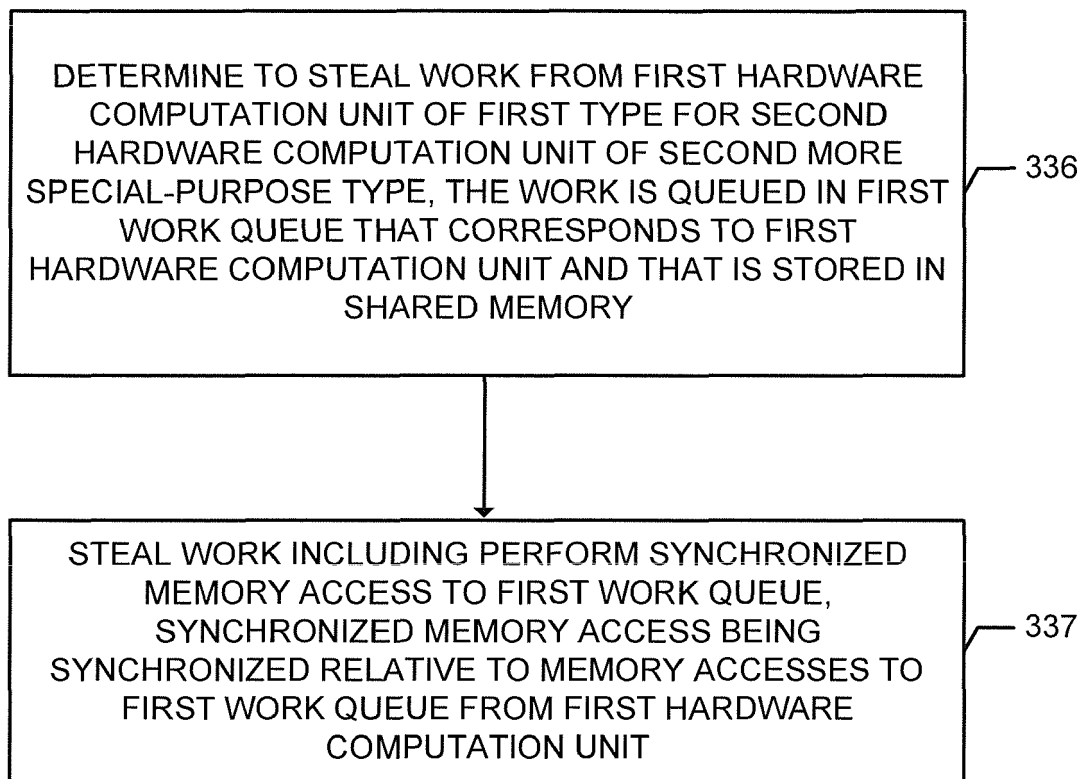 DETERMINE TO STEAL WORK FROM FIRST HARDWARE
COMPUTATION UNIT OF FIRST TYPE FOR SECOND
HARDWARE COMPUTATION UNIT OF SECOND MORE
SPECIAL-PURPOSE TYPE, THE WORK IS QUEUED IN FIRST
WORK QUEUE THAT CORRESPONDS TO FIRST
HARDWARE COMPUTATION UNIT AND THAT IS STORED IN
SHARED MEMORY
336
STEAL WORK INCLUDING PERFORM SYNCHRONIZED
MEMORY ACCESS TO FIRST WORK QUEUE,
SYNCHRONIZED MEMORY ACCESS BEING
SYNCHRONIZED RELATIVE TO MEMORY ACCESSES TO
FIRST WORK QUEUE FROM FIRST HARDWARE
COMPUTATION UNIT
337